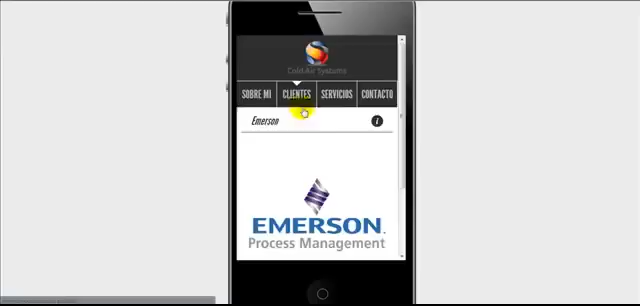 Cold Air Systems
SOBRE MI CLIENTES SERVICIOS CONTACTO
Emerson i
EMERSON.
Process Management